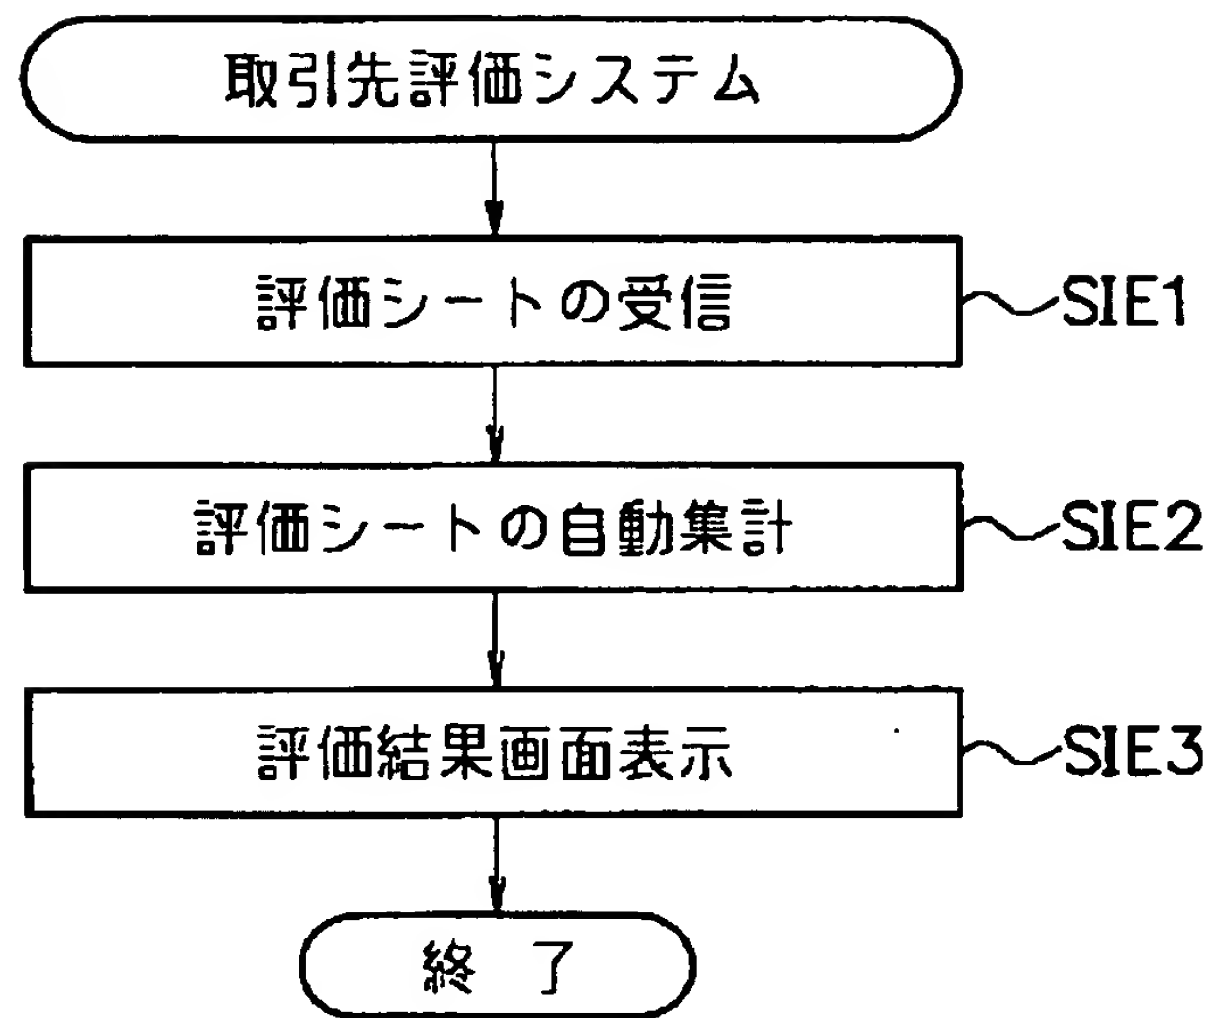 取引先評価システム
評価シートの受信
SIE1
評価シートの自動集計
SIE2
評価結果画面表示
SIE3
終 了